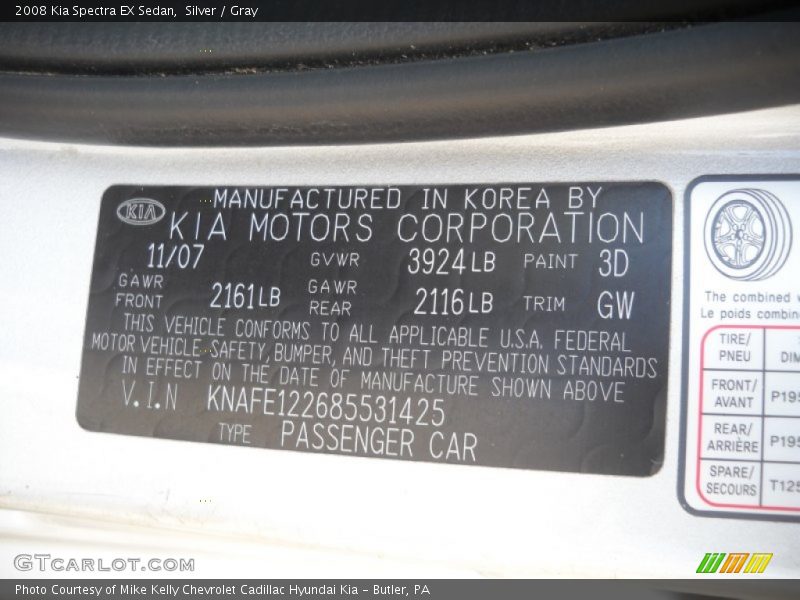 2008 Kia Spectra EX Sedan, Silver / Gray
KIA
MANUFACTURED IN KOREA BY
KIA MOTORS CORPORATION
11/07 GVWR 3924LB PAINT 3D
GAWR FRONT 2161LB GAWR REAR 2116LB TRIM GW
THIS VEHICLE CONFORMS TO ALL APPLICABLE U.S.A. FEDERAL
MOTOR VEHICLE SAFETY, BUMPER, AND THEFT PREVENTION STANDARDS
IN EFFECT ON THE DATE OF MANUFACTURE SHOWN ABOVE
V.I.N KNAFE122685531425
TYPE PASSENGER CAR
The combined
Le poids combin
TIRE/
PNEU
DIM
FRONT/
AVANT
P195
REAR/
ARRIÈRE
P195
SPARE/
SECOURS
T125
GTCARLOT.COM
Photo Courtesy of Mike Kelly Chevrolet Cadillac Hyundai Kia - Butler, PA